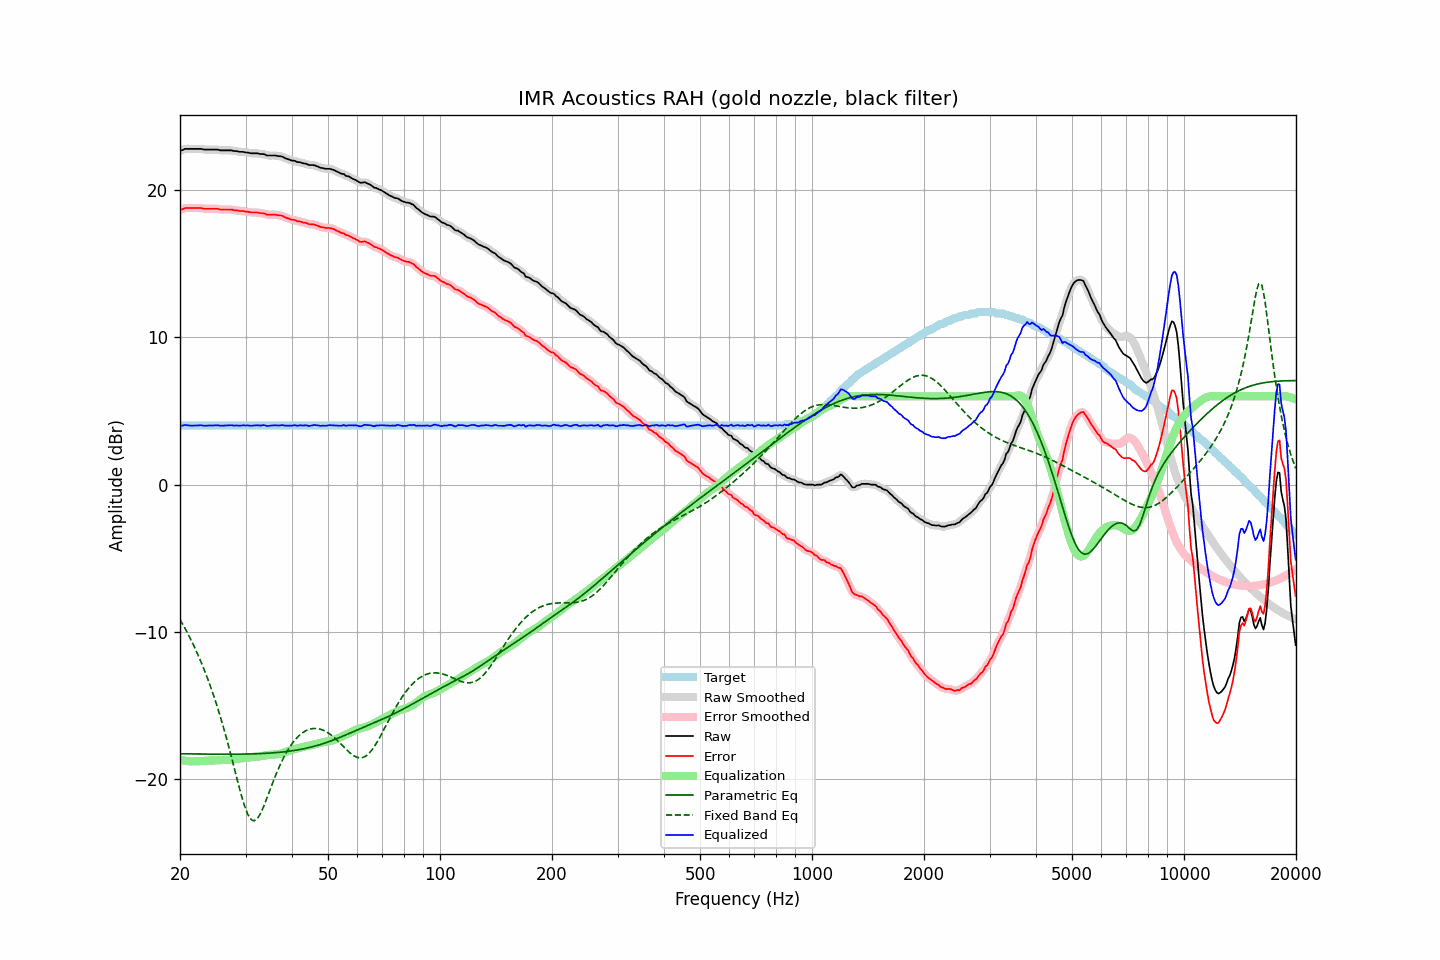 IMR Acoustics RAH (gold nozzle, black filter)
Amplitude (dBr)
20
10
0
−10
−20
Target
Raw Smoothed
Error Smoothed
Raw
Error
Equalization
Parametric Eq
Fixed Band Eq
Equalized
20 50 100 200 500 1000 2000 5000 10000 20000
Frequency (Hz)